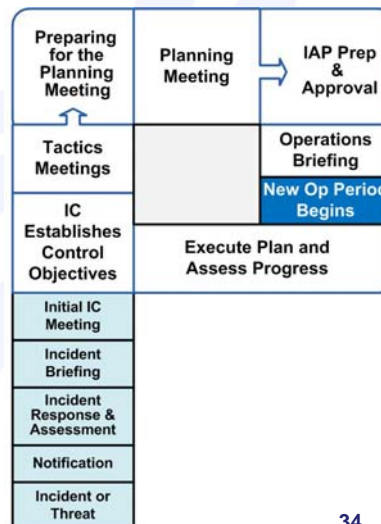 Preparing
for the
Planning
Meeting
Planning
Meeting
IAP Prep
&
Approval
Tactics
Meetings
Operations
Briefing
New Op Period
Begins
IC
Establishes
Control
Objectives
Execute Plan and
Assess Progress
Initial IC
Meeting
Incident
Briefing
Incident
Response &
Assessment
Notification
Incident or
Threat
34